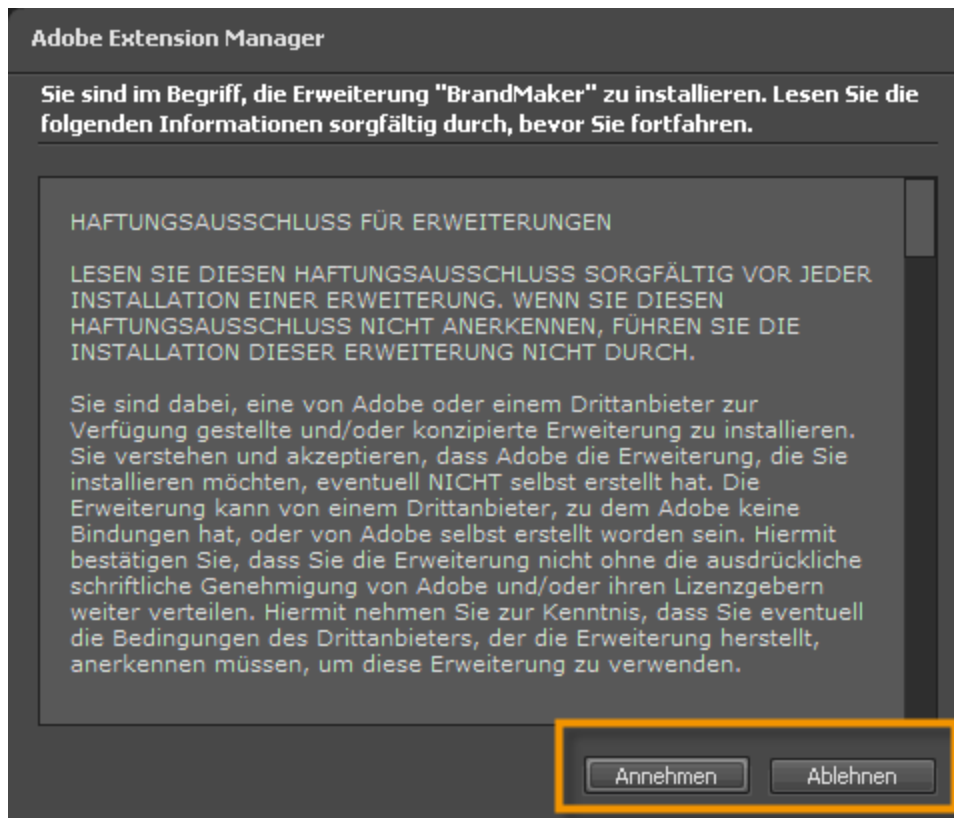 Adobe Extension Manager
Sie sind im Begriff, die Erweiterung "BrandMaker" zu installieren. Lesen Sie die
folgenden Informationen sorgfältig durch, bevor Sie fortfahren.
HAFTUNGSAUSSCHLUSS FÜR ERWEITERUNGEN
LESEN SIE DIESEN HAFTUNGSAUSSCHLUSS SORGFÄLTIG VOR JEDER
INSTALLATION EINER ERWEITERUNG. WENN SIE DIESEN
HAFTUNGSAUSSCHLUSS NICHT ANERKENNEN, FÜHREN SIE DIE
INSTALLATION DIESER ERWEITERUNG NICHT DURCH.
Sie sind dabei, eine von Adobe oder einem Drittanbieter zur
Verfügung gestellte und/oder konzipierte Erweiterung zu installieren.
Sie verstehen und akzeptieren, dass Adobe die Erweiterung, die Sie
installieren möchten, eventuell NICHT selbst erstellt hat. Die
Erweiterung kann von einem Drittanbieter, zu dem Adobe keine
Bindungen hat, oder von Adobe selbst erstellt worden sein. Hiermit
bestätigen Sie, dass Sie die Erweiterung nicht ohne die ausdrückliche
schriftliche Genehmigung von Adobe und/oder ihren Lizenzgebern
weiter verteilen. Hiermit nehmen Sie zur Kenntnis, dass Sie eventuell
die Bedingungen des Drittanbieters, der die Erweiterung herstellt,
anerkennen müssen, um diese Erweiterung zu verwenden.
Annehmen Ablehnen